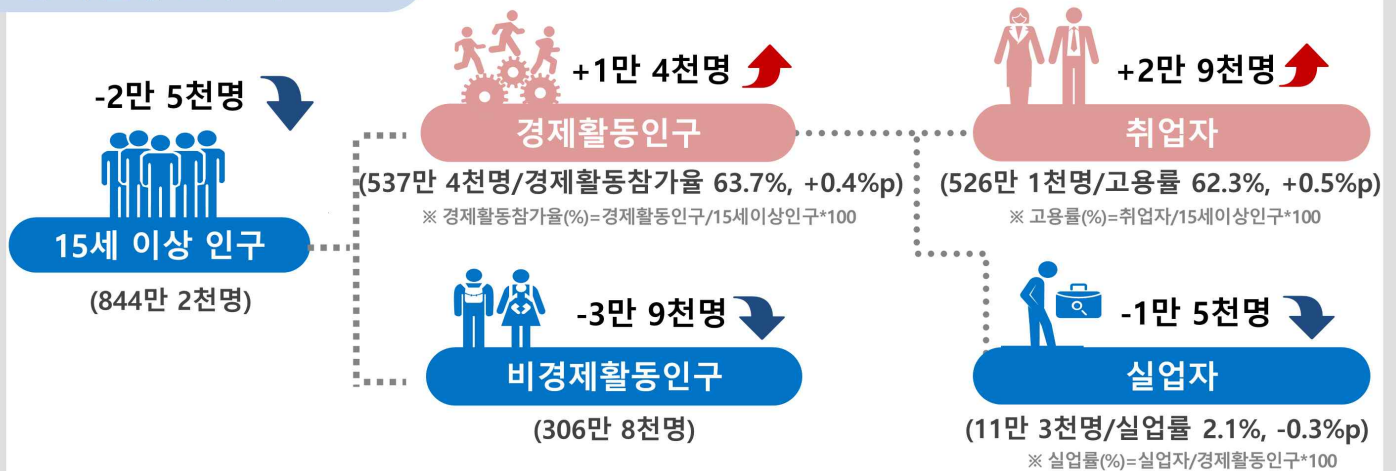 -2만 5천명
15세 이상 인구
(844만 2천명)
+1만 4천명
경제활동인구
(537만 4천명/경제활동참가율 63.7%, +0.4%p)
※ 경제활동참가율(%)=경제활동인구/15세이상인구*100
+2만 9천명
취업자
(526만 1천명/고용률 62.3%, +0.5%p)
※ 고용률(%)=취업자/15세이상인구*100
-3만 9천명
비경제활동인구
(306만 8천명)
-1만 5천명
실업자
(11만 3천명/실업률 2.1%, -0.3%p)
※ 실업률(%)=실업자/경제활동인구*100